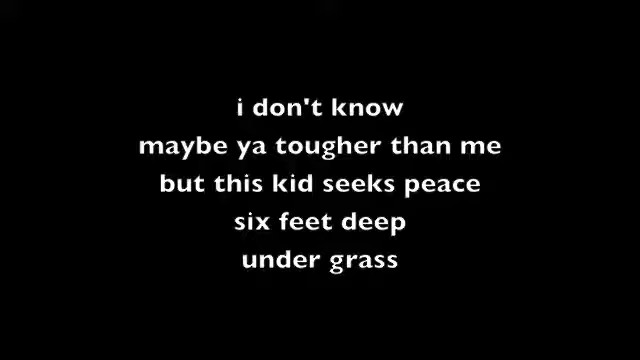 i don't know
maybe ya tougher than me
but this kid seeks peace
six feet deep
under grass